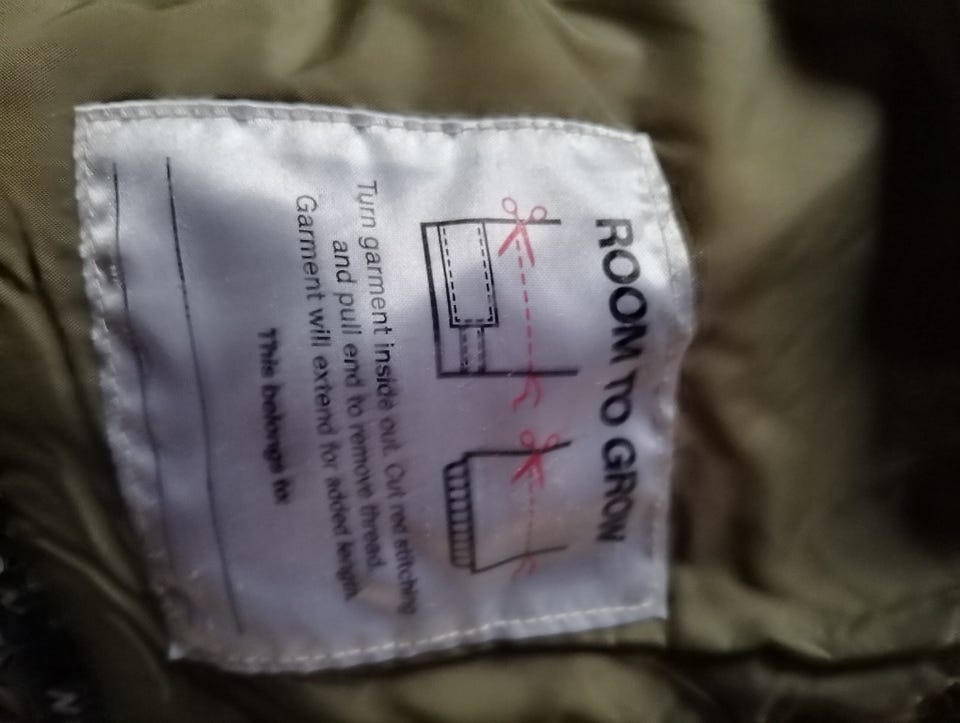 ROOM TO GROW
Turn garment inside out. Cut red stitching
and pull end to remove thread.
Garment will extend for added length.
This belongs to: